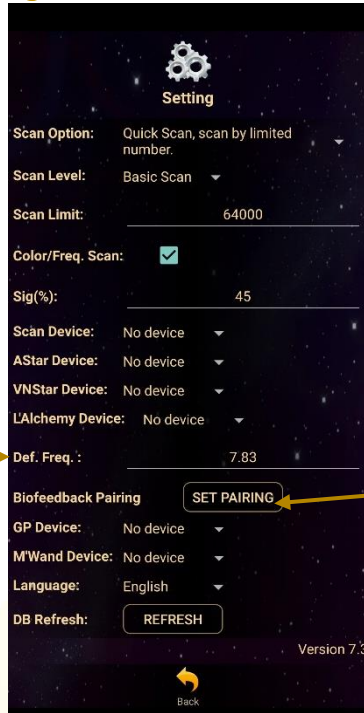 Setting
Scan Option: Quick Scan, scan by limited
number.
Scan Level: Basic Scan
Scan Limit: 64000
Color/Freq. Scan:
Sig(%): 45
Scan Device: No device
AStar Device: No device
VNStar Device: No device
L'Alchemy Device: No device
Def. Freq. : 7.83
Biofeedback Pairing SET PAIRING
GP Device: No device
M'Wand Device: No device
Language: English
DB Refresh: REFRESH
Version 7.3
Back